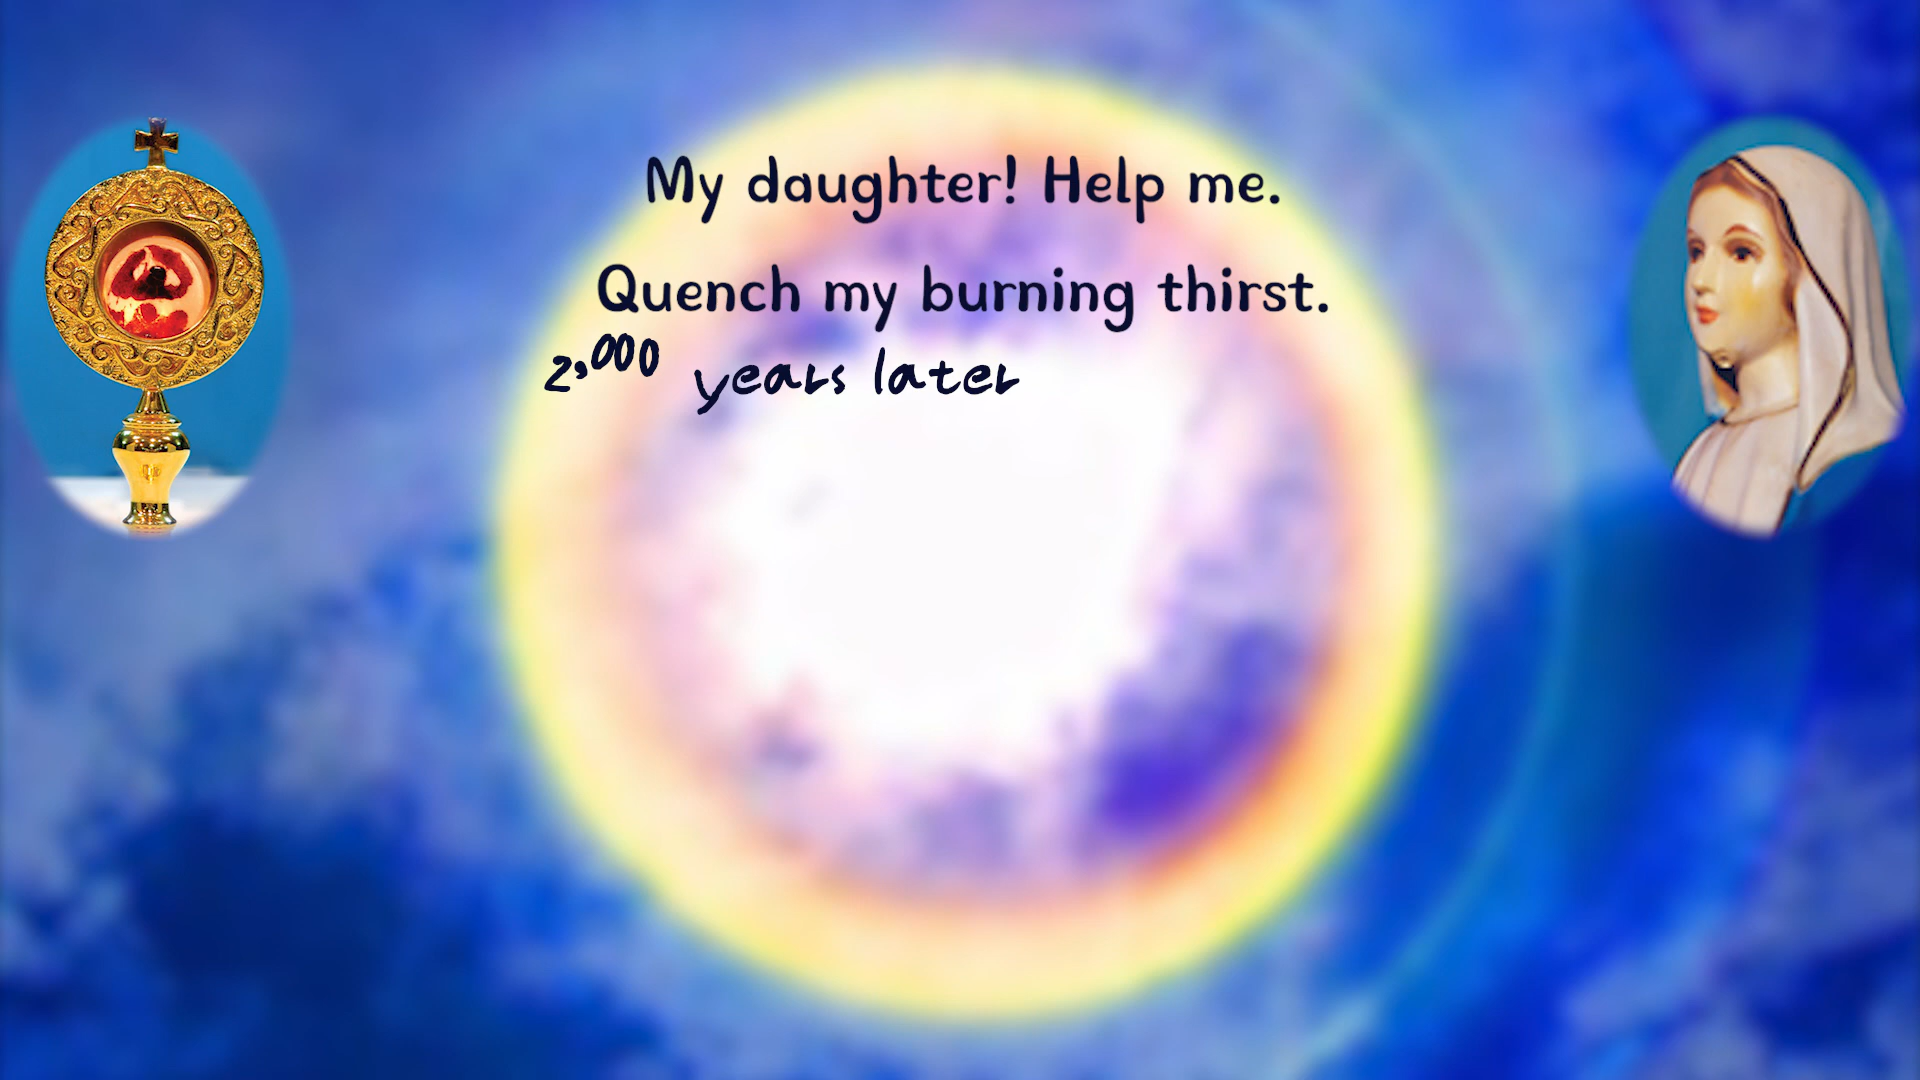 My daughter! Help me.
Quench my burning thirst.
2,000 years later